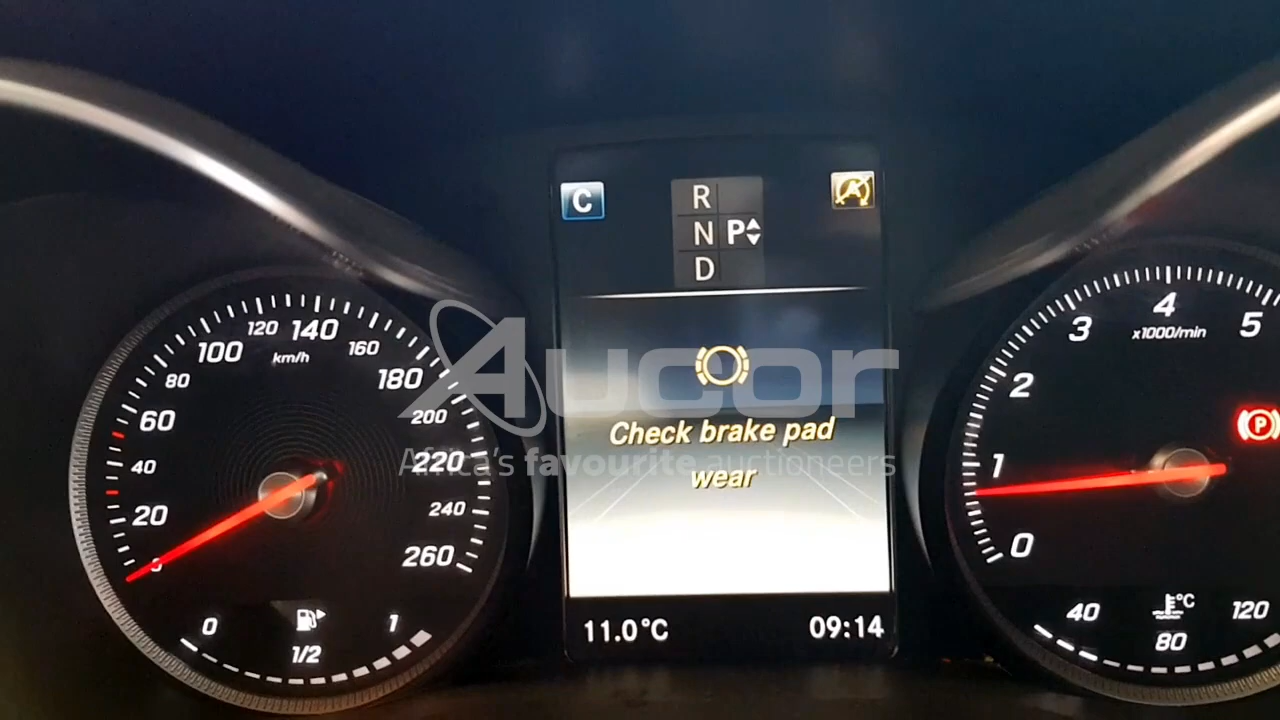 C
R
N P
D
A
120 140
100 km/h 160
80 180
60 200
40 220
20 240
0 260
0 1/2 1
Aucor
Africa's favourite auctioneers
Check brake pad
wear
11.0°C 09:14
4
3 x1000/min 5
2
P
1
0
°C
40 80 120